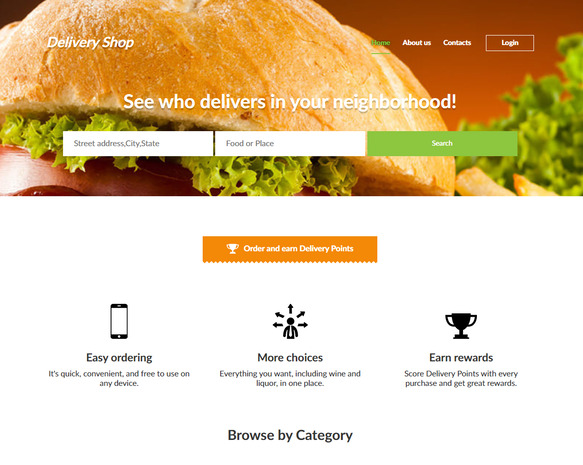 Delivery Shop
Home About us Contacts Login
See who delivers in your neighborhood!
Street address,City,State Food or Place Search
Order and earn Delivery Points
Easy ordering
It's quick, convenient, and free to use on
any device.
More choices
Everything you want, including wine and
liquor, in one place.
Earn rewards
Score Delivery Points with every
purchase and get great rewards.
Browse by Category